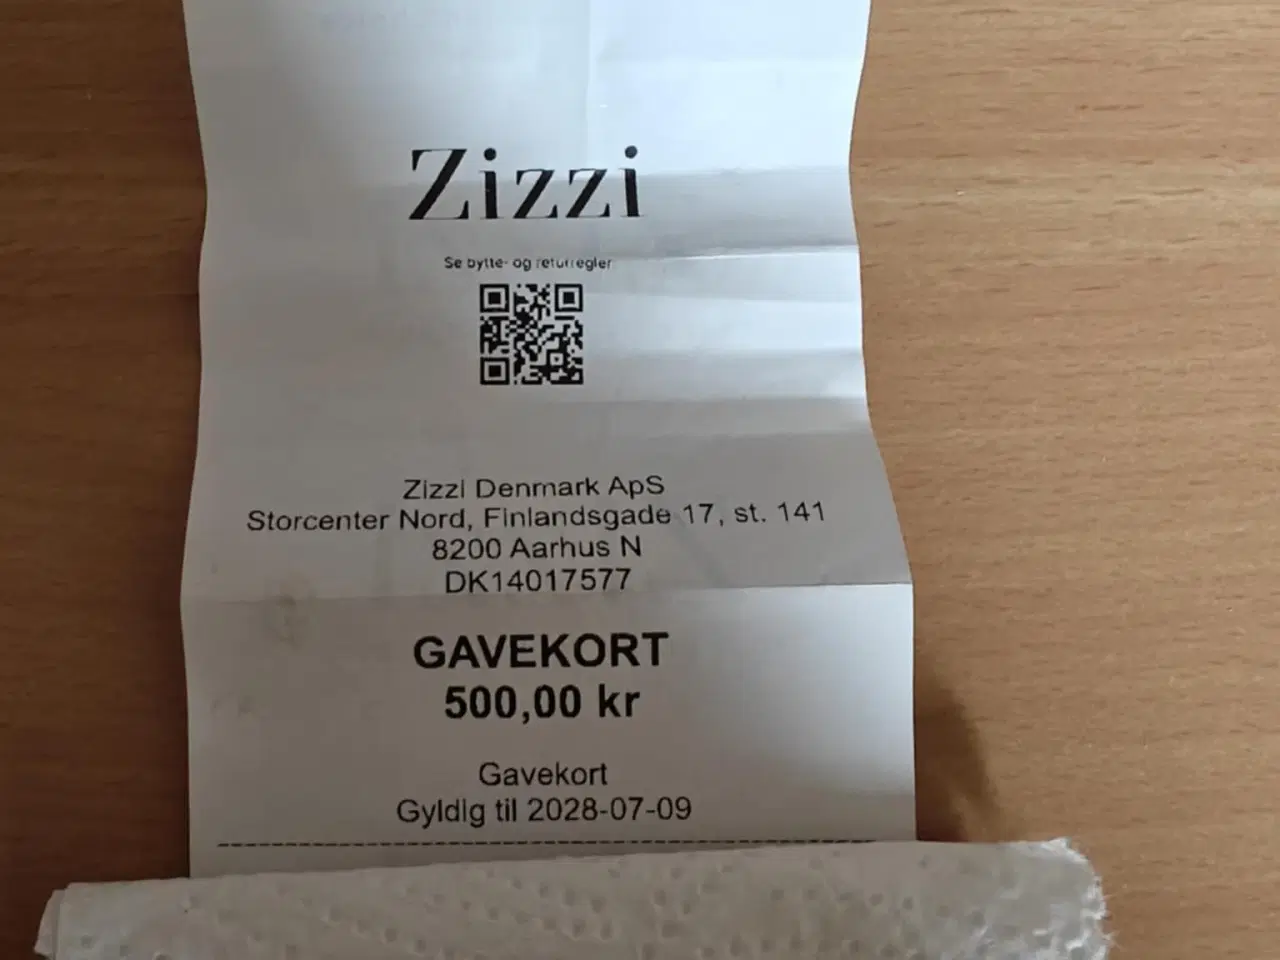 Zizzi
Se bytte- og returregler
Zizzi Denmark ApS
Storcenter Nord, Finlandsgade 17, st. 141
8200 Aarhus N
DK14017577
GAVEKORT
500,00 kr
Gavekort
Gyldig til 2028-07-09